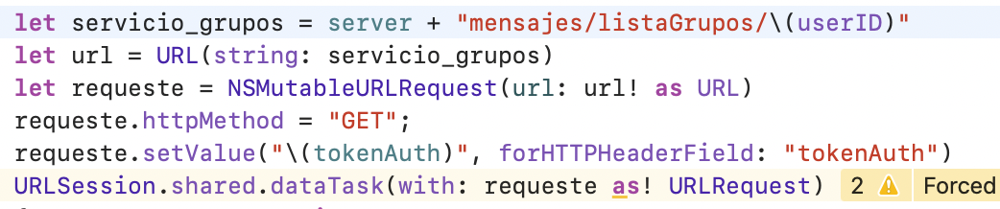 let servicio_grupos = server + "mensajes/listaGrupos/\(userID)"
let url = URL(string: servicio_grupos)
let requeste = NSMutableURLRequest(url: url! as URL)
requeste.httpMethod = "GET";
requeste.setValue("\(tokenAuth)", forHTTPHeaderField: "tokenAuth")
URLSession.shared.dataTask(with: requeste as! URLRequest) 2 Forced